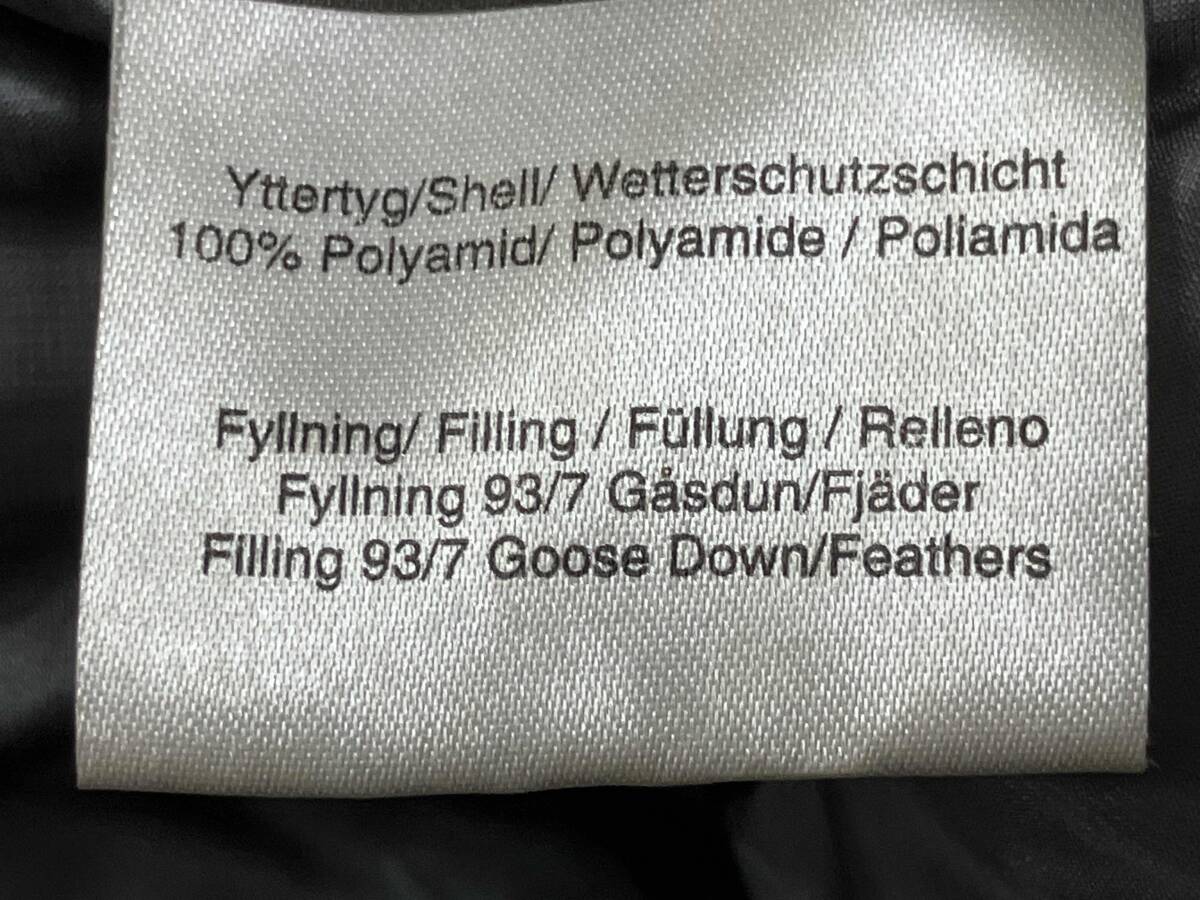 Yttertyg/Shell/ Wetterschutzschicht
100% Polyamid/ Polyamide / Poliamida
Fyllning/ Filling / Füllung / Relleno
Fyllning 93/7 Gåsdun/Fjäder
Filling 93/7 Goose Down/Feathers